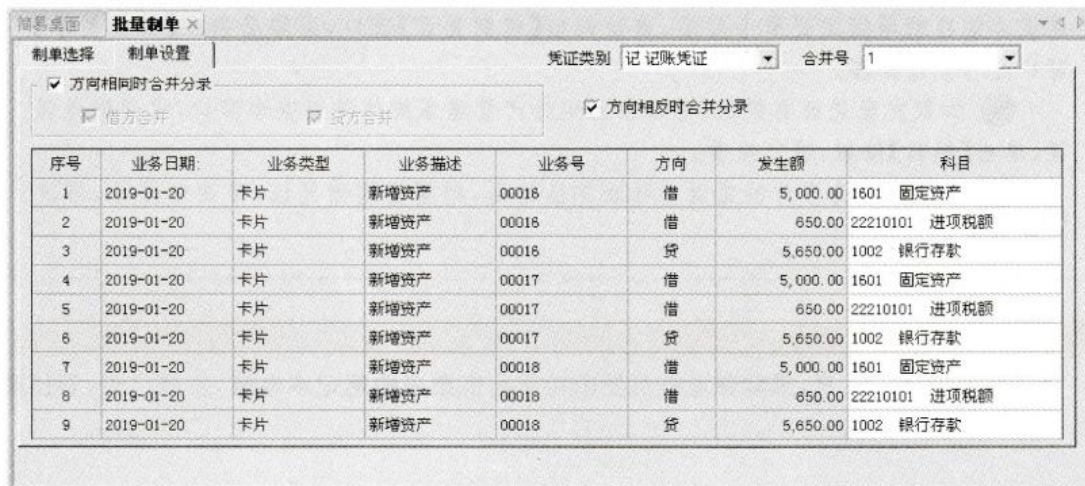 简易桌面 批量制单 ×
制单选择 制单设置 凭证类别 记 记账凭证 合并号 1
方向相同时合并分录
借方合并 贷方合并 方向相反时合并分录
序号 业务日期: 业务类型 业务描述 业务号 方向 发生额 科目
1 2019-01-20 卡片 新增资产 00016 借 5,000.00 1601 固定资产
2 2019-01-20 卡片 新增资产 00016 借 650.00 22210101 进项税额
3 2019-01-20 卡片 新增资产 00016 贷 5,650.00 1002 银行存款
4 2019-01-20 卡片 新增资产 00017 借 5,000.00 1601 固定资产
5 2019-01-20 卡片 新增资产 00017 借 650.00 22210101 进项税额
6 2019-01-20 卡片 新增资产 00017 贷 5,650.00 1002 银行存款
7 2019-01-20 卡片 新增资产 00018 借 5,000.00 1601 固定资产
8 2019-01-20 卡片 新增资产 00018 借 650.00 22210101 进项税额
9 2019-01-20 卡片 新增资产 00018 贷 5,650.00 1002 银行存款